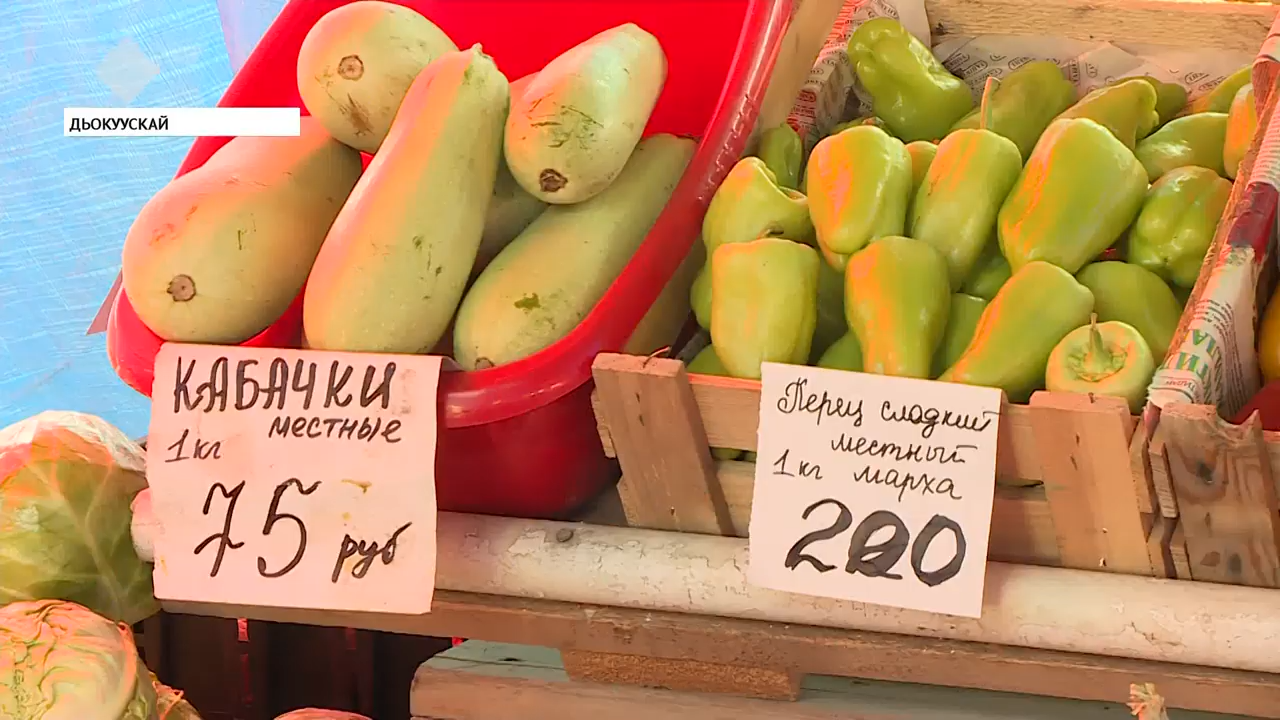 ДЬОКУУСКАЙ
КАБАЧКИ
местные
1кг
75 руб
Перец сладкий
местный
1кг марха
200